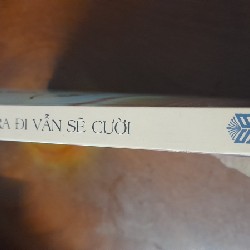 RA ĐI VẪN SẼ CƯỜI